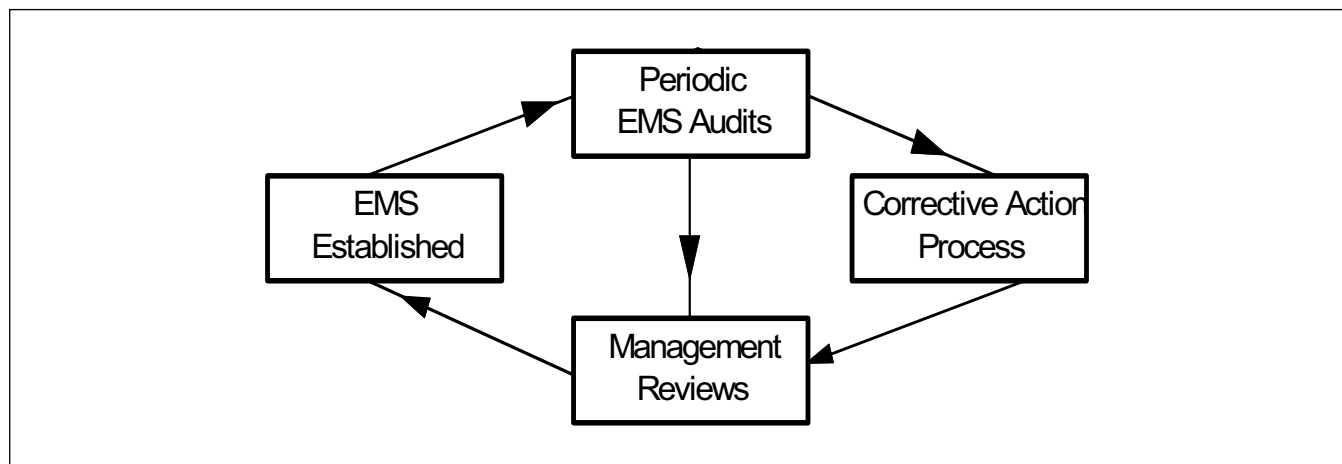 Periodic
EMS Audits
EMS
Established
Corrective Action
Process
Management
Reviews